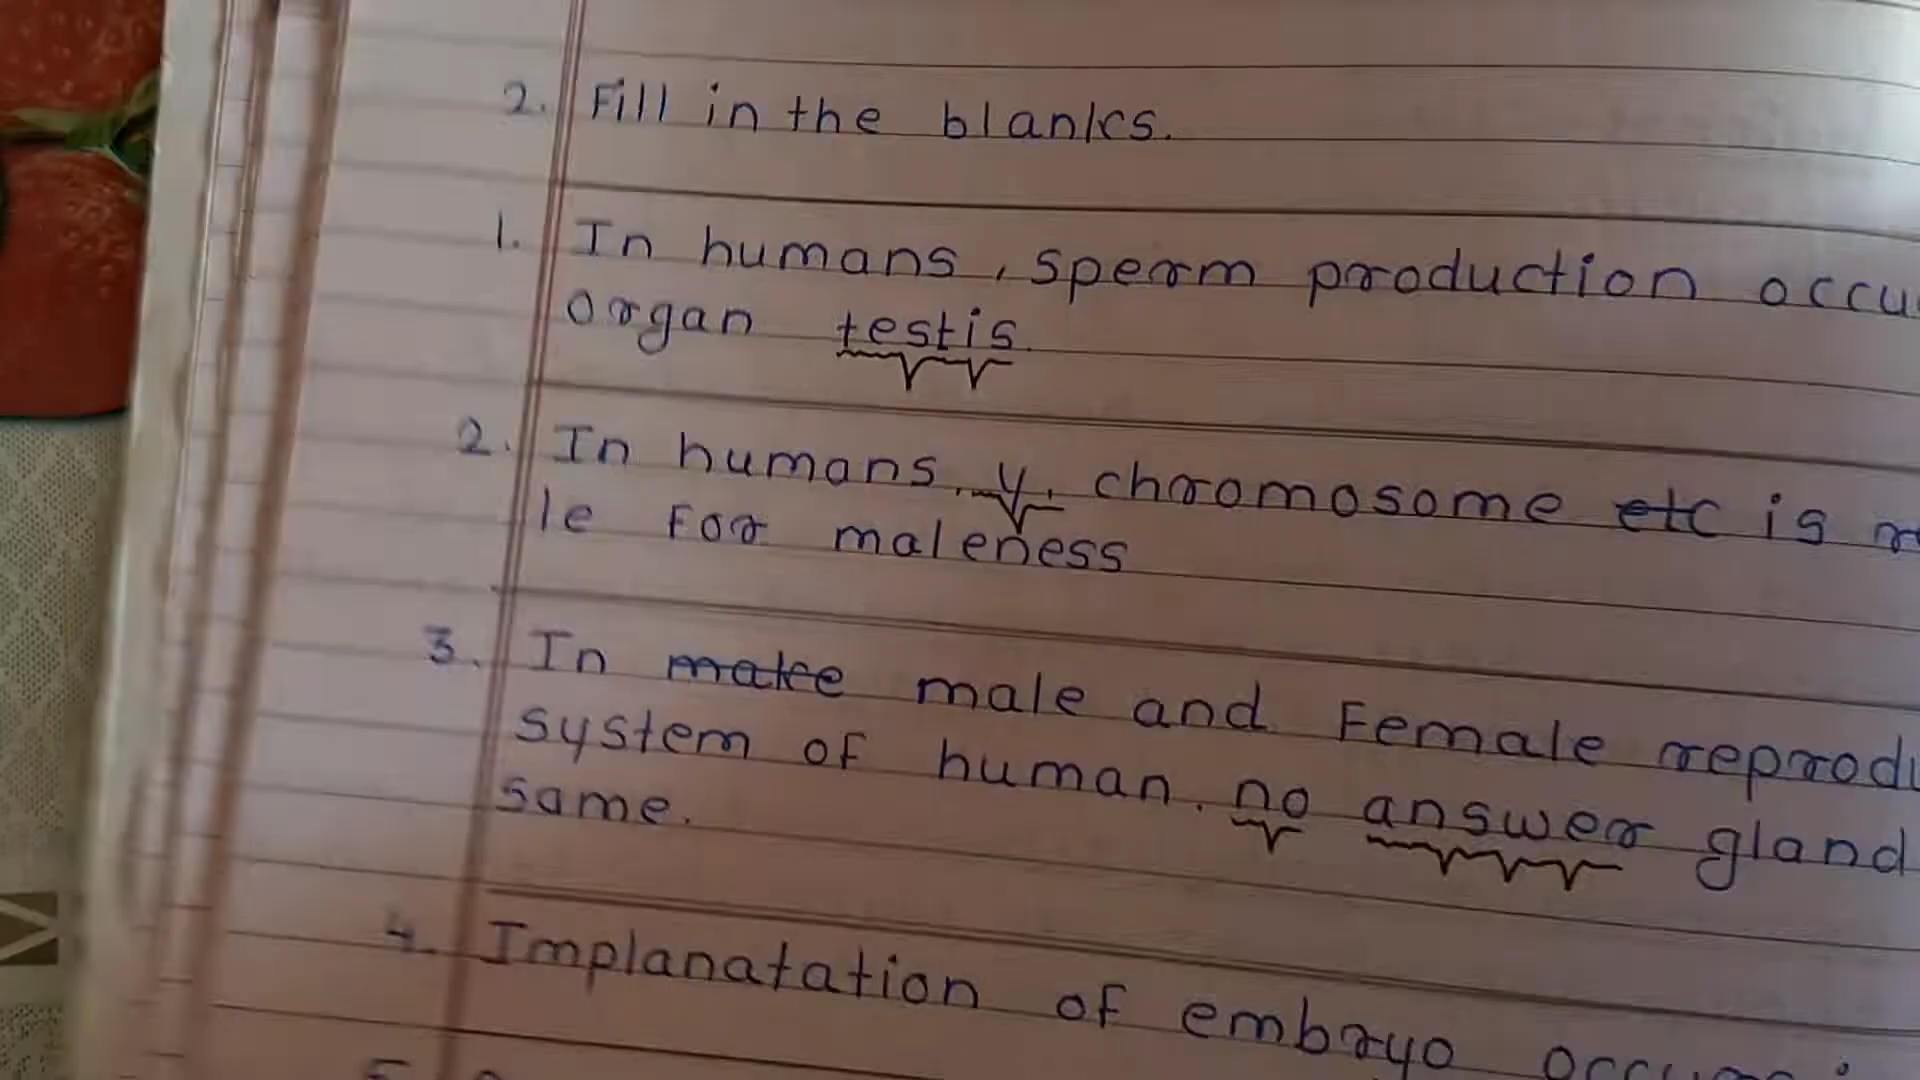 2. Fill in the blanks.
1. In humans, sperm production occu
organ testis.
2. In humans, y. chromosome etc is r
le For maleness
3. In make male and Female reprodu
system of human. no answer gland
same.
4. Implanatation of embryo occurs i
5.